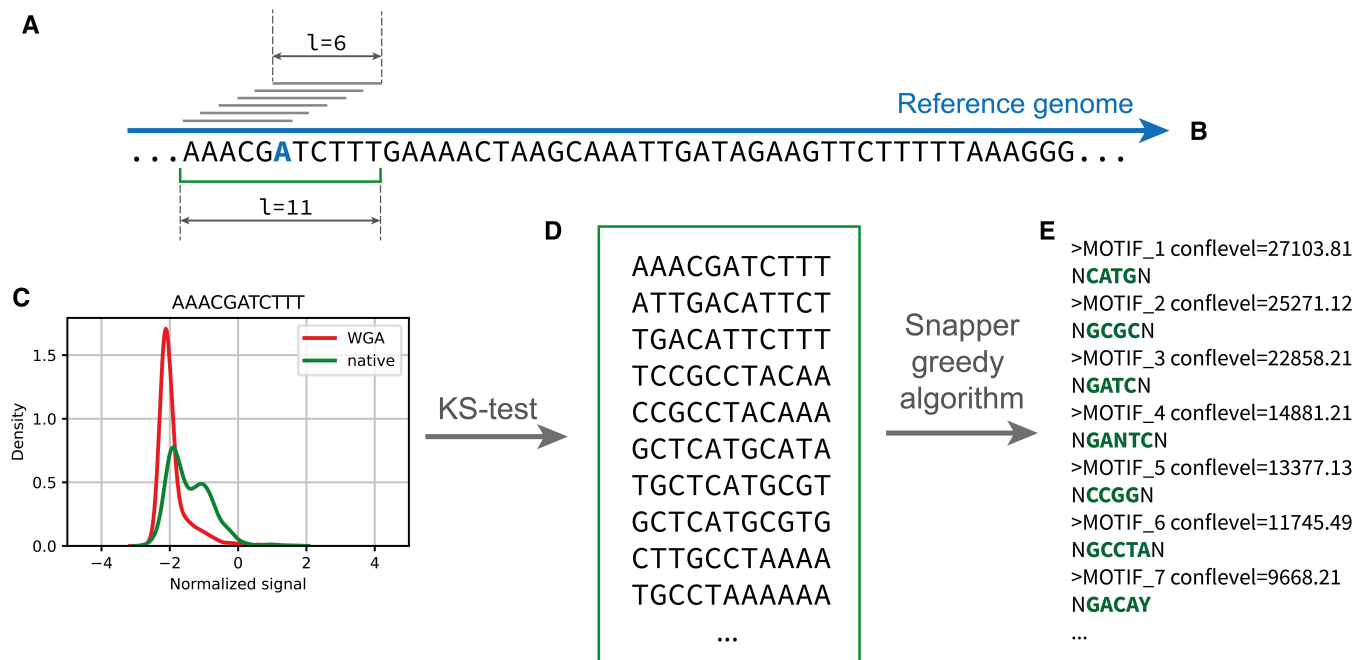 A
l=6
Reference genome
B
...AAACGATCTTTGAAAACTAAGCAAATTGATAGAAGTTCTTTTTAAAGGG...
l=11
C
AAACGATCTTT
WGA
native
Density
1.5
1.0
0.5
0.0
−4
−2
0
2
4
Normalized signal
KS-test
D
AAACGATCTTT
ATTGACATTCT
TGACATTCTTT
TCCGCCTACAA
CCGCCTACAAA
GCTCATGCATA
TGCTCATGCGT
GCTCATGCGTG
CTTGCCTAAAA
TGCCTAAAAAA
...
Snapper
greedy
algorithm
E
>MOTIF_1 conflevel=27103.81
NCATGN
>MOTIF_2 conflevel=25271.12
NGCGCN
>MOTIF_3 conflevel=22858.21
NGATCN
>MOTIF_4 conflevel=14881.21
NGANTCN
>MOTIF_5 conflevel=13377.13
NCCGGN
>MOTIF_6 conflevel=11745.49
NGCCTAN
>MOTIF_7 conflevel=9668.21
NGACAY
...